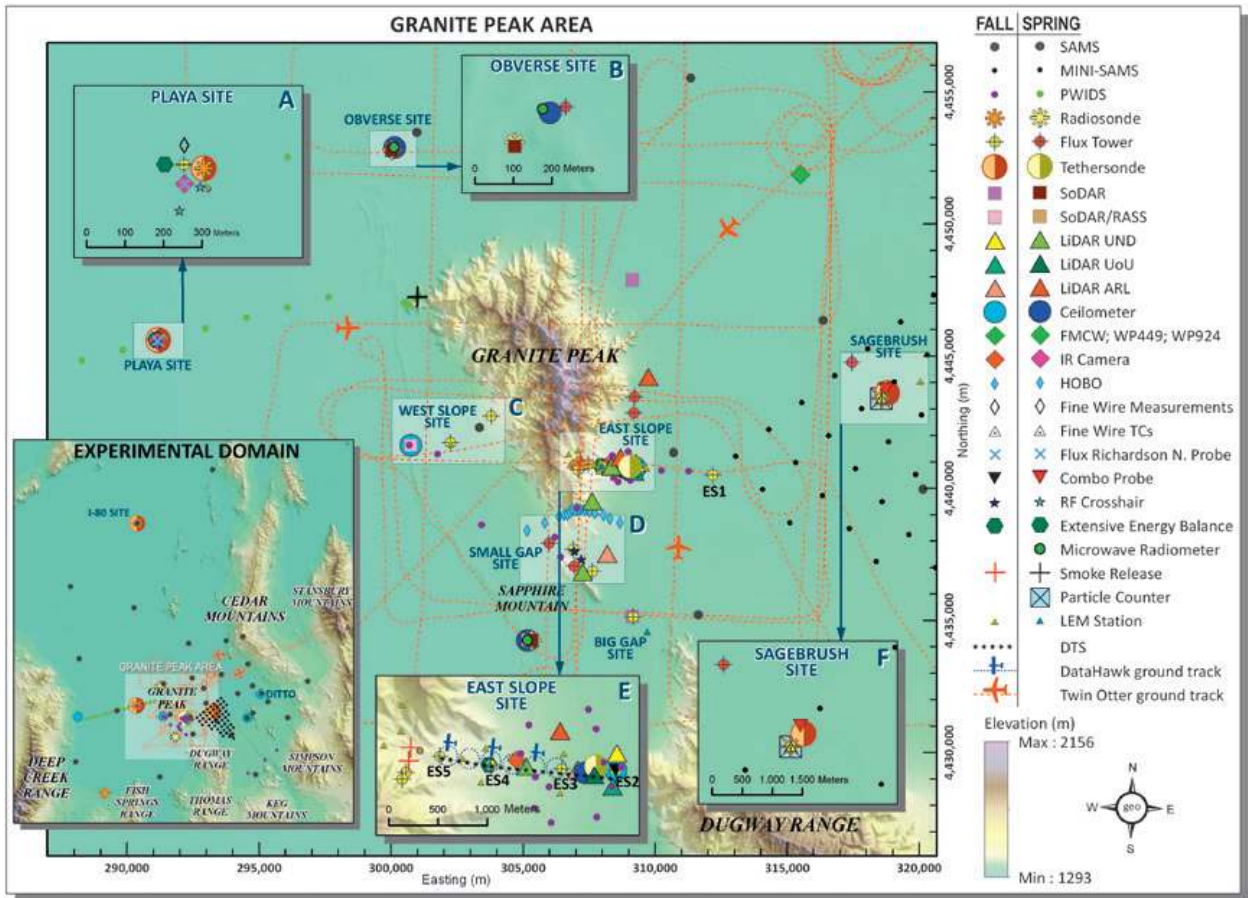 GRANITE PEAK AREA
PLAYA SITE
A
0 100 200 300 Meters
OBVERSE SITE
B
0 100 200 Meters
OBVERSE SITE
PLAYA SITE
GRANITE PEAK
WEST SLOPE SITE
C
EAST SLOPE SITE
ES1
SAGEBRUSH SITE
D
SMALL GAP SITE
SAPPHIRE MOUNTAIN
BIG GAP SITE
DUGWAY RANGE
EXPERIMENTAL DOMAIN
I-80 SITE
CEDAR MOUNTAINS
STANSBURY MOUNTAINS
GRANITE PEAK AREA
GRANITE PEAK
DITTO
DUGWAY RANGE
SIMPSON MOUNTAINS
DEEP CREEK RANGE
FISH SPRINGS RANGE
THOMAS RANGE
KEG MOUNTAINS
EAST SLOPE SITE
E
ES5
ES4
ES3
ES2
0 500 1,000 Meters
SAGEBRUSH SITE
F
0 500 1.000 1.500 Meters
290,000 295,000 300,000 305,000 310,000 315,000 320,000
Easting (m)
4,455,000
4,450,000
4,445,000
4,440,000
4,435,000
4,430,000
Northing (m)
FALL SPRING
SAMS
MINI-SAMS
PWIDS
Radiosonde
Flux Tower
Tethersonde
SoDAR
SoDAR/RASS
LiDAR UND
LiDAR UoU
LiDAR ARL
Ceilometer
FMCW; WP449; WP924
IR Camera
HOBO
Fine Wire Measurements
Fine Wire TCs
Flux Richardson N. Probe
Combo Probe
RF Crosshair
Extensive Energy Balance
Microwave Radiometer
Smoke Release
Particle Counter
LEM Station
DTS
DataHawk ground track
Twin Otter ground track
Elevation (m)
Max : 2156
Min : 1293
N
W geo E
S